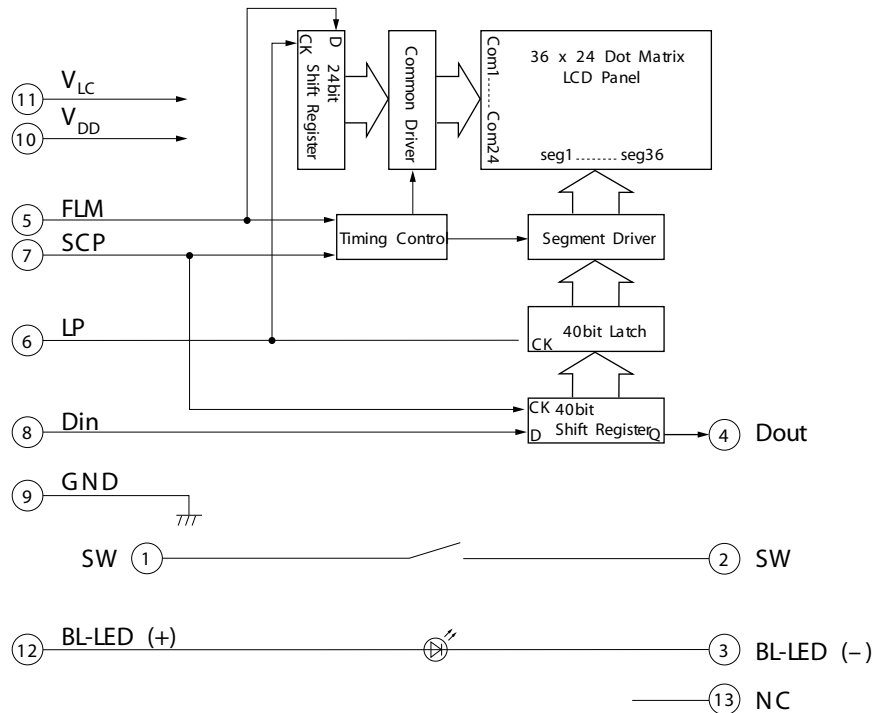 D
CK
24bit
Shift Register
Common Driver
Com1......Com24
36 x 24 Dot Matrix
LCD Panel
seg1........ seg36
11 VLC
10 VDD
5 FLM
7 SCP
Timing Control
Segment Driver
6 LP
40bit Latch
CK
8 Din
CK 40bit
Shift Register
D
Q
4 Dout
9 GND
SW 1
2 SW
12 BL-LED (+)
3 BL-LED (−)
13 NC